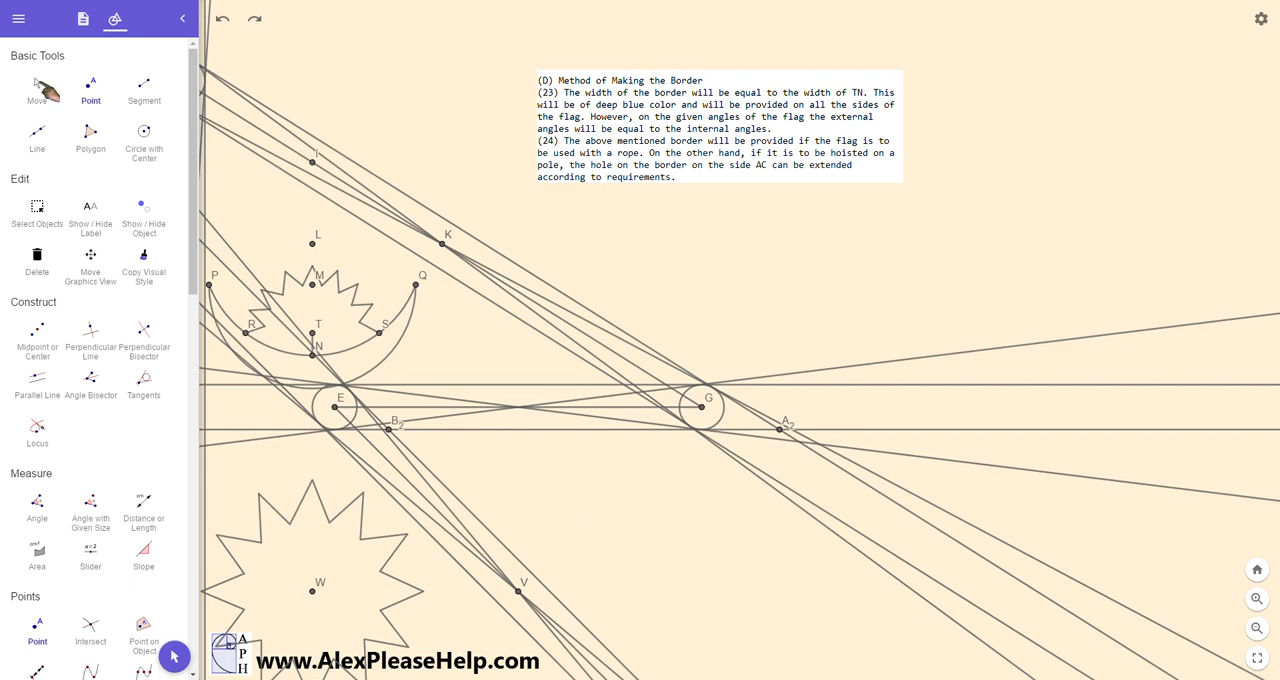 Basic Tools
Move
Point
Segment
Line
Polygon
Circle with
Center
Edit
AA
Select Objects
Show / Hide
Label
Show / Hide
Object
Delete
Move
Graphics View
Copy Visual
Style
Construct
Midpoint or
Center
Perpendicular
Line
Perpendicular
Bisector
Parallel Line
Angle Bisector
Tangents
Locus
Measure
cm
Angle
Angle with
Given Size
Distance or
Length
cm²
a=2
Area
Slider
Slope
Points
A
Point
Intersect
Point on
Object
(D) Method of Making the Border
(23) The width of the border will be equal to the width of TN. This
will be of deep blue color and will be provided on all the sides of
the flag. However, on the given angles of the flag the external
angles will be equal to the internal angles.
(24) The above mentioned border will be provided if the flag is to
be used with a rope. On the other hand, if it is to be hoisted on a
pole, the hole on the border on the side AC can be extended
according to requirements.
I
K
L
P
M
Q
R
T
S
N
E
G
B₂
A₂
W
V
A
P
H
www.AlexPleaseHelp.com